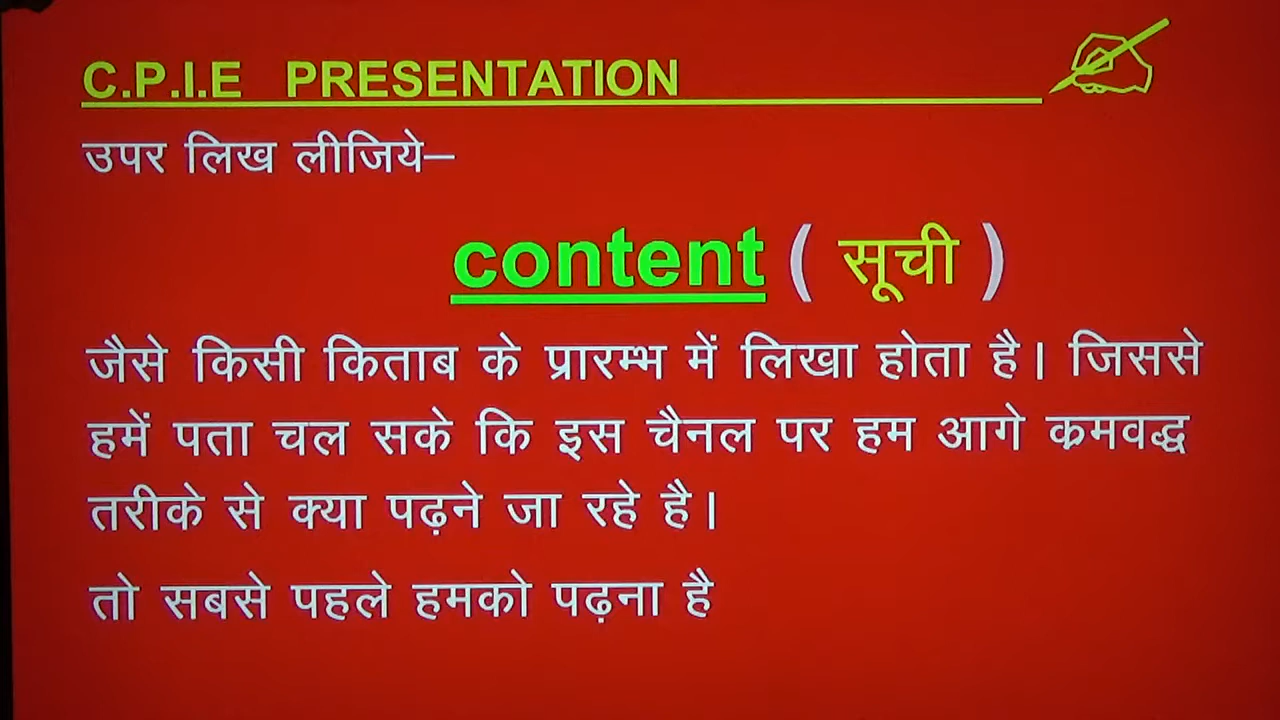 C.P.I.E PRESENTATION
उपर लिख लीजिये–
content ( सूची )
जैसे किसी किताब के प्रारम्भ में लिखा होता है। जिससे
हमें पता चल सके कि इस चैनल पर हम आगे क्रमवद्ध
तरीके से क्या पढ़ने जा रहे है।
तो सबसे पहले हमको पढ़ना है